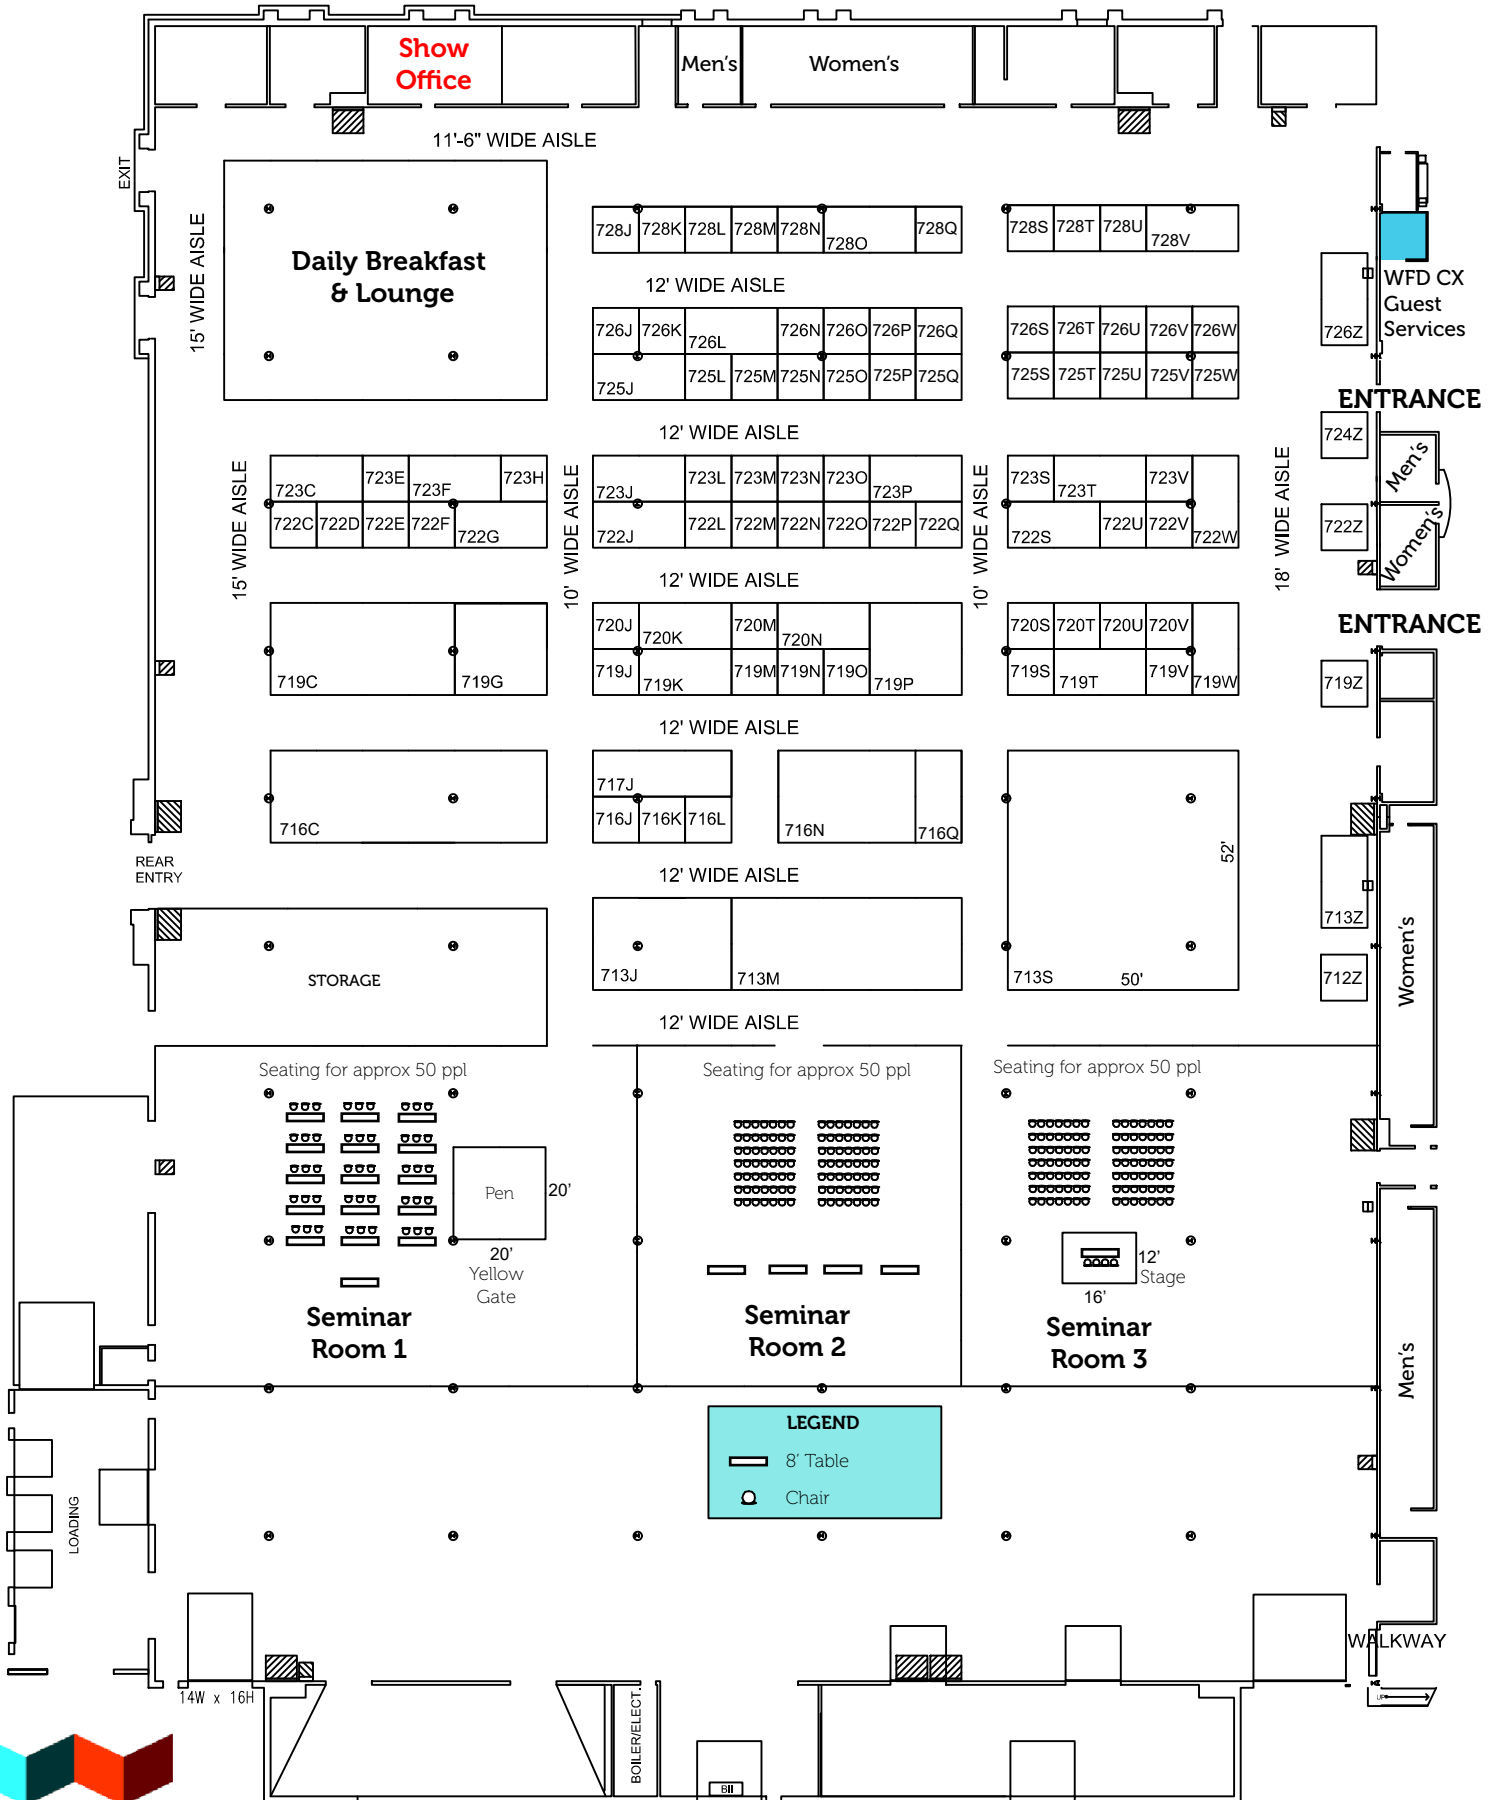 Show
Office
Men's
Women's
11'-6" WIDE AISLE
EXIT
15' WIDE AISLE
Daily Breakfast
& Lounge
728J 728K 728L 728M 728N 728O 728Q
728S 728T 728U 728V
12' WIDE AISLE
WFD CX
Guest
Services
726J 726K 726L 726N 726O 726P 726Q
726S 726T 726U 726V 726W
726Z
725J 725L 725M 725N 725O 725P 725Q
725S 725T 725U 725V 725W
ENTRANCE
12' WIDE AISLE
724Z
Men's
15' WIDE AISLE
723C 723E 723F 723H
10' WIDE AISLE
723J 723L 723M 723N 723O 723P
10' WIDE AISLE
723S 723T 723V
18' WIDE AISLE
722C 722D 722E 722F 722G
722J 722L 722M 722N 722O 722P 722Q
722S 722U 722V 722W
722Z
Women's
12' WIDE AISLE
ENTRANCE
720J 720K 720M 720N
720S 720T 720U 720V
719C 719G
719J 719K 719M 719N 719O 719P
719S 719T 719V 719W
719Z
12' WIDE AISLE
717J
716C
716J 716K 716L 716N 716Q
52'
REAR
ENTRY
12' WIDE AISLE
713Z
Women's
STORAGE
713J 713M
713S 50'
712Z
12' WIDE AISLE
Seating for approx 50 ppl
Seating for approx 50 ppl
Seating for approx 50 ppl
Pen
20'
20'
Yellow
Gate
12'
Stage
16'
Seminar
Room 1
Seminar
Room 2
Seminar
Room 3
Men's
LEGEND
8' Table
Chair
LOADING
WALKWAY
14W x 16H
UP
BOILER/ELECT.
BII